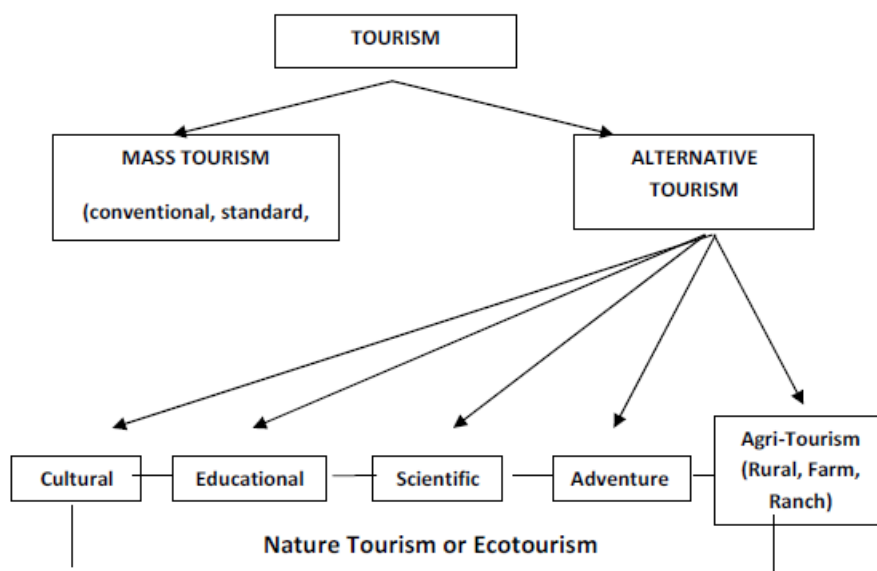 TOURISM
MASS TOURISM
(conventional, standard,
ALTERNATIVE
TOURISM
Cultural
Educational
Scientific
Adventure
Agri-Tourism
(Rural, Farm,
Ranch)
Nature Tourism or Ecotourism